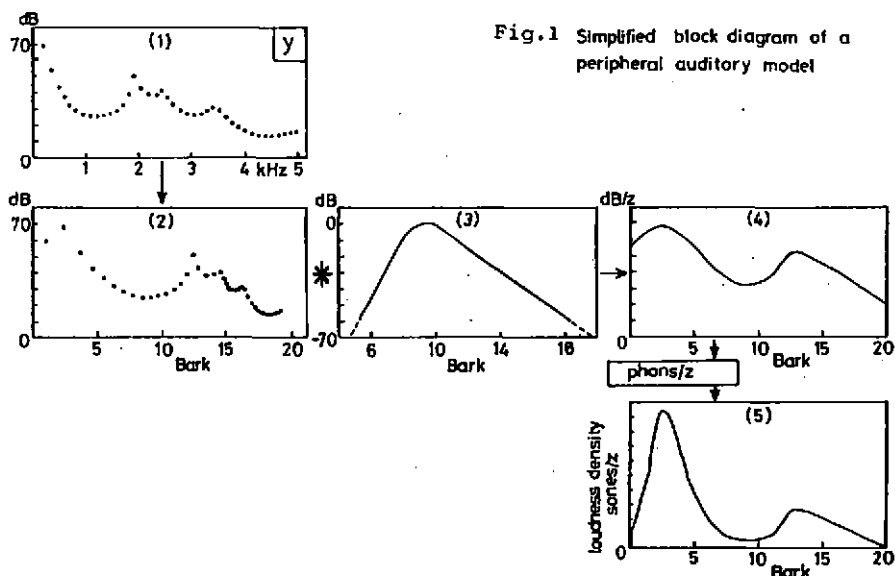 Fig.1 Simplified block diagram of a
peripheral auditory model
dB
70
0
(1)
y
1 2 3 kHz 4 5
dB
70
0
(2)
5 10 15 20
Bark
*
0
-70
(3)
6 10 14 18
Bark
dB/z
0
(4)
0 5 10 15 20
Bark
phons/z
loudness density
sones/z
0
(5)
0 5 10 15 20
Bark